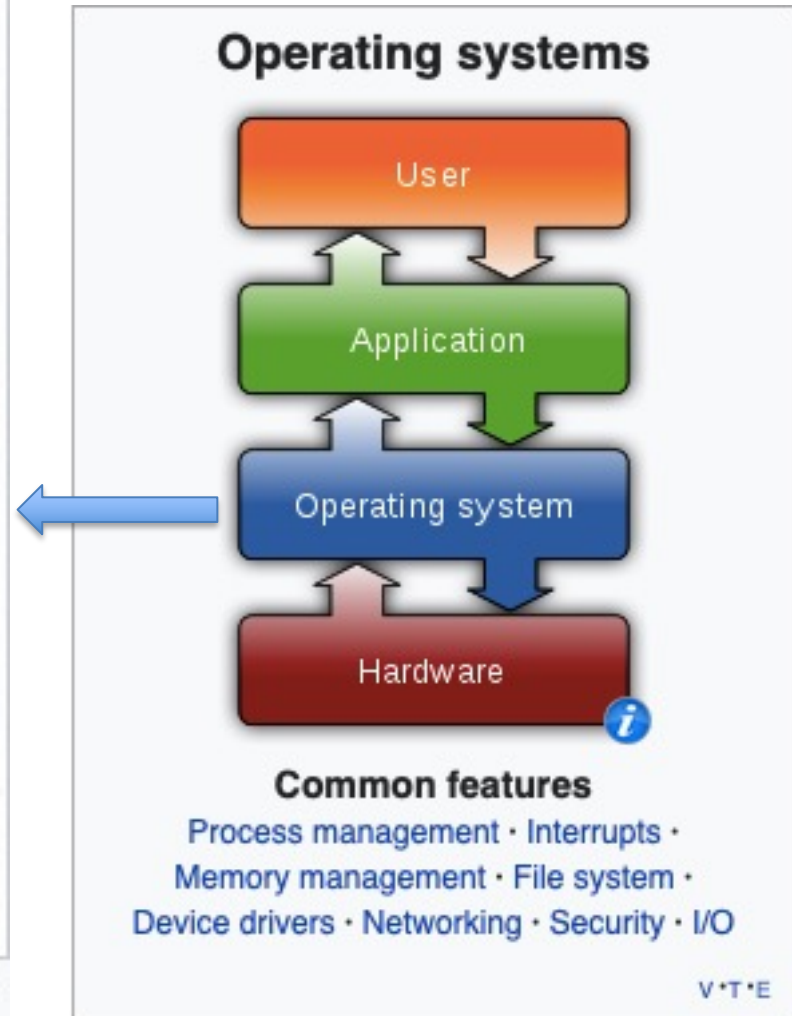 Operating systems
User
Application
Operating system
Hardware
i
Common features
Process management · Interrupts ·
Memory management · File system ·
Device drivers · Networking · Security · I/O
V·T·E